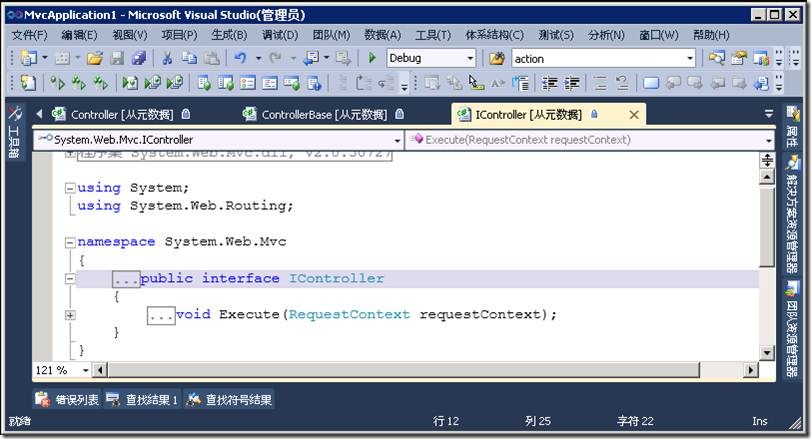 MvcApplication1 - Microsoft Visual Studio(管理员)
文件(F) 编辑(E) 视图(V) 项目(P) 生成(B) 调试(D) 团队(M) 数据(A) 工具(T) 体系结构(C) 测试(S) 分析(N) 窗口(W) 帮助(H)
Debug action
工具箱
Controller [从元数据] ControllerBase [从元数据] IController [从元数据]
System.Web.Mvc.IController Execute(RequestContext requestContext)
程序集 System.Web.Mvc.dll, v2.0.50727
using System;
using System.Web.Routing;
namespace System.Web.Mvc
{
...public interface IController
{
...void Execute(RequestContext requestContext);
}
}
属性
解决方案资源管理器
团队资源管理器
121 %
错误列表 查找结果 1 查找符号结果
就绪 行 12 列 25 字符 22 Ins